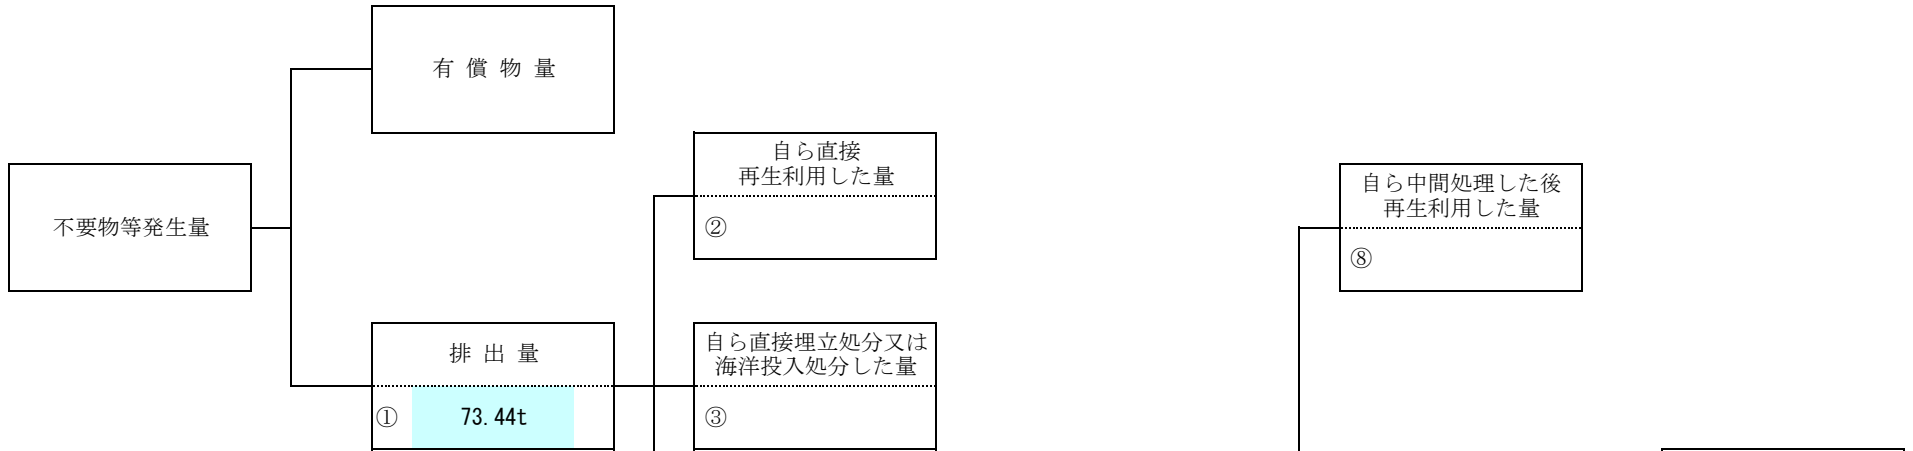 有 償 物 量
自ら直接
再生利用した量
②
自ら中間処理した後
再生利用した量
⑧
不要物等発生量
排 出 量
① 73.44t
自ら直接埋立処分又は
海洋投入処分した量
③